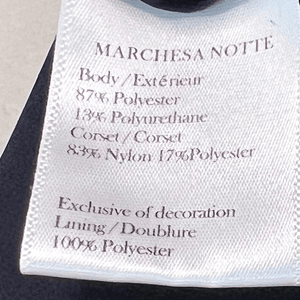 MARCHESA NOTTE
Body/Extérieur
87% Polyester
13% Polyurethane
Corset/Corset
83% Nylon 17%Polyester
Exclusive of decoration
Lining/Doublure
100% Polyester